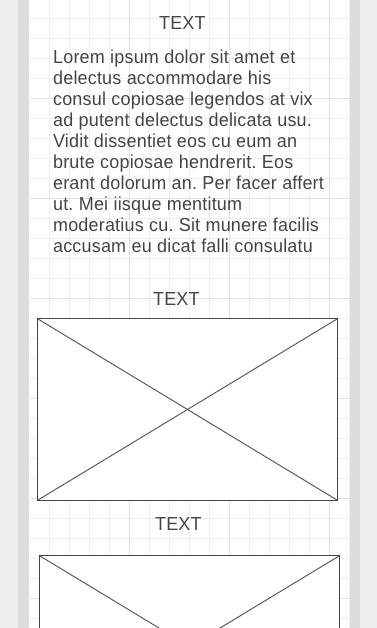 TEXT
Lorem ipsum dolor sit amet et
delectus accommodare his
consul copiosae legendos at vix
ad putent delectus delicata usu.
Vidit dissentiet eos cu eum an
brute copiosae hendrerit. Eos
erant dolorum an. Per facer affert
ut. Mei iisque mentitum
moderatius cu. Sit munere facilis
accusam eu dicat falli consulatu
TEXT
TEXT